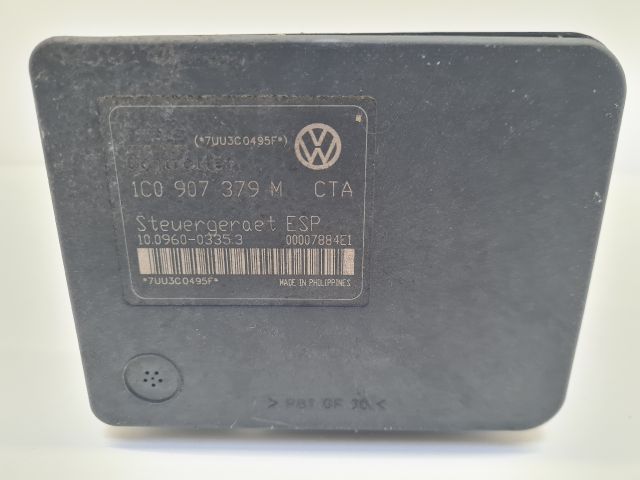 (*7UU3C0495F*)
1C0 907 379 M CTA
Steuergeraet ESP
10.0960-0335.3 00007884E1
*7UU3C0495F* MADE IN PHILIPPINES
> PBT GF 30 <